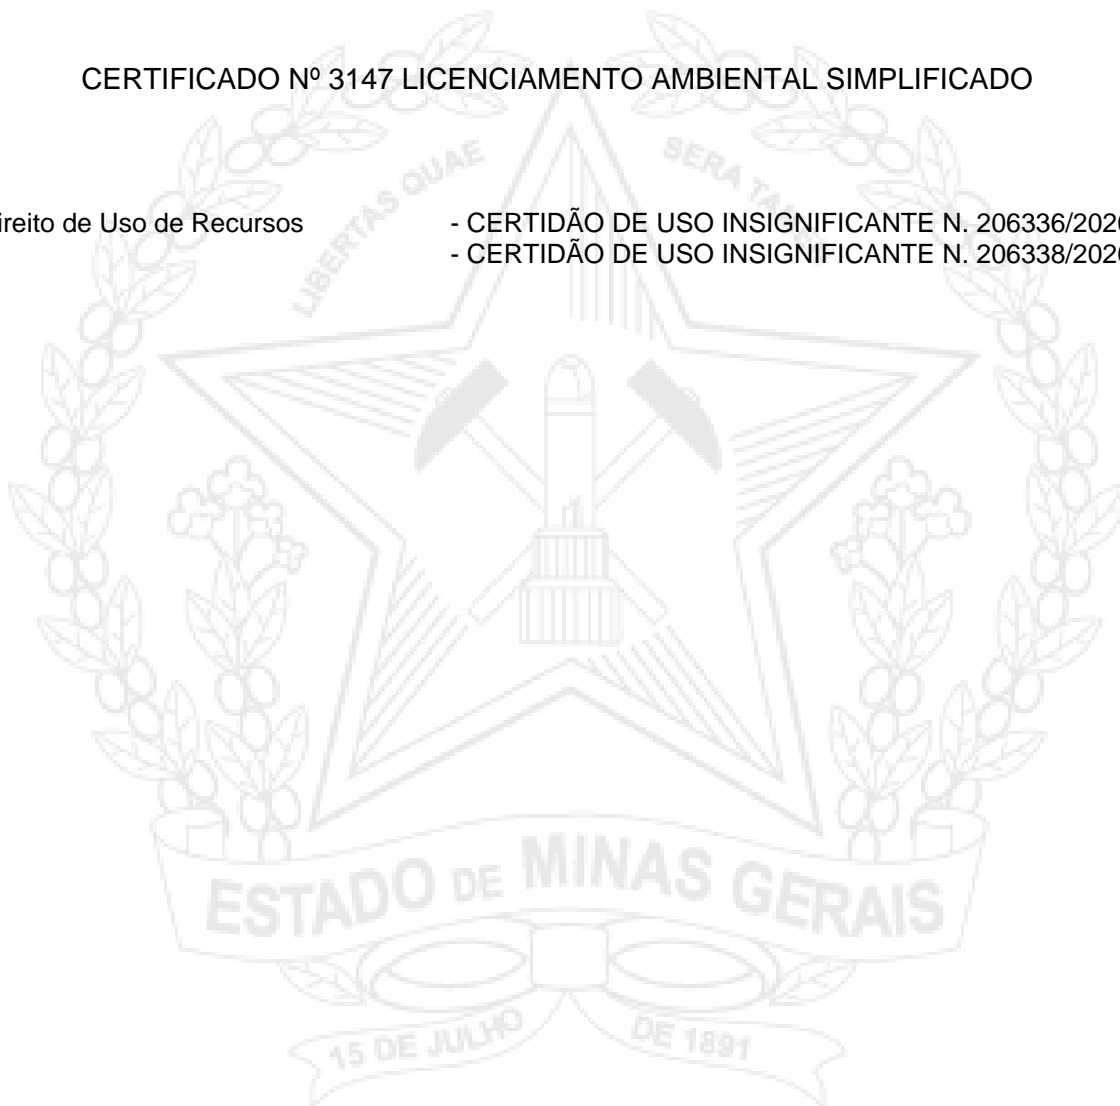 CERTIFICADO Nº 3147 LICENCIAMENTO AMBIENTAL SIMPLIFICADO
LIBERTAS QUAE
SERA TAMEN
ireito de Uso de Recursos - CERTIDÃO DE USO INSIGNIFICANTE N. 206336/202
- CERTIDÃO DE USO INSIGNIFICANTE N. 206338/202
ESTADO DE MINAS GERAIS
15 DE JULHO DE 1891